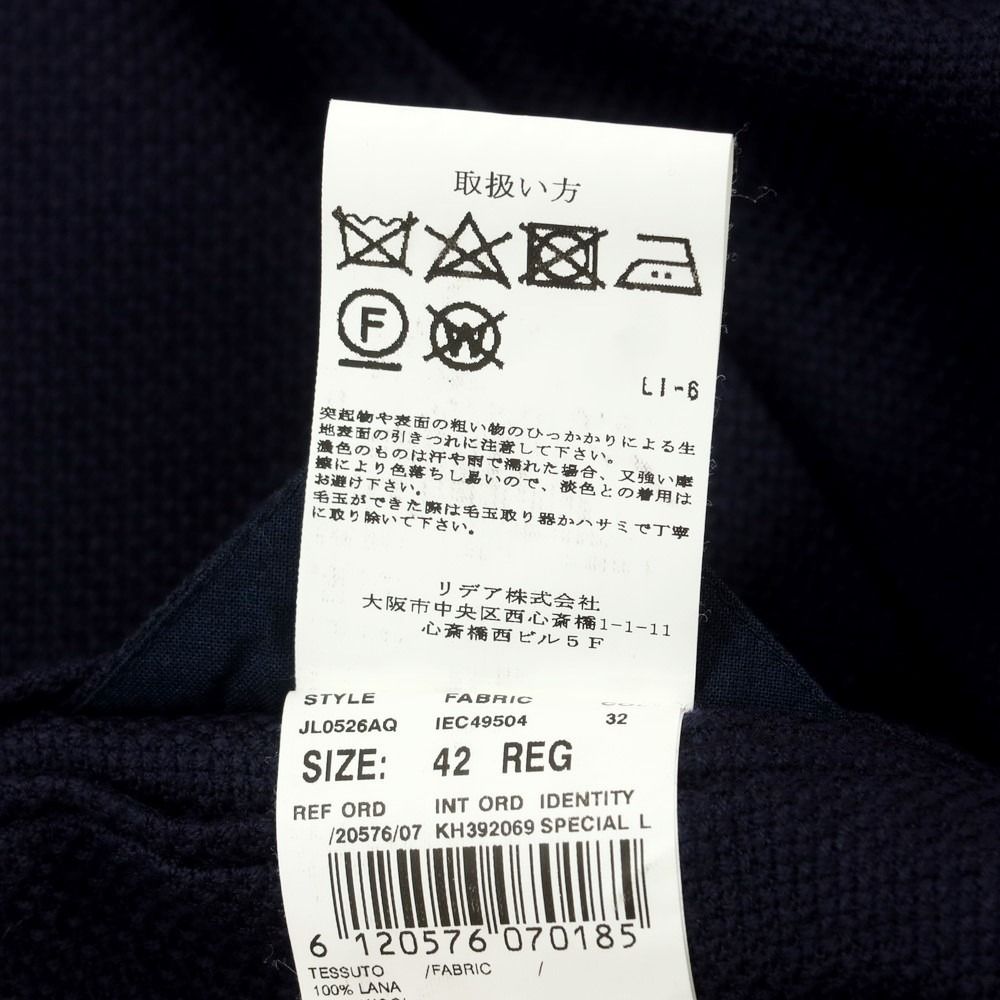 取扱い方
F W
LI-6
突起物や表面の粗い物のひっかかりによる生
地表面の引きつれに注意して下さい。
濃色のものは汗や雨で濡れた場合、又強い摩
擦により色落ちし易いので、淡色との着用は
お避け下さい。
毛玉ができた際は毛玉取り器かハサミで丁寧
に取り除いて下さい。
リデア株式会社
大阪市中央区西心斎橋1-1-11
心斎橋西ビル5F
STYLE FABRIC
JL0526AQ IEC49504 32
SIZE: 42 REG
REF ORD INT ORD IDENTITY
/20576/07 KH392069 SPECIAL L
6 120576 070185
TESSUTO /FABRIC /
100% LANA